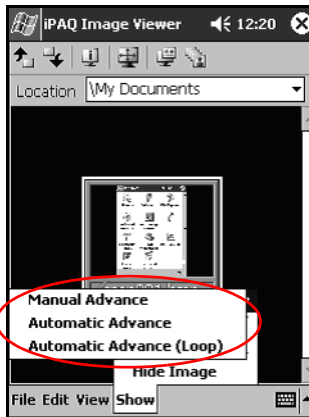 iPAQ Image Viewer 12:20
Location \My Documents
Manual Advance
Automatic Advance
Automatic Advance (Loop)
Hide Image
File Edit View Show